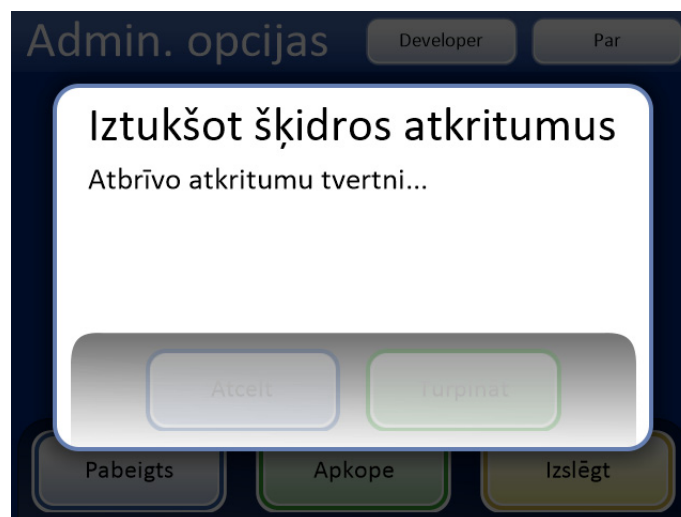 Admin. opcijas Developer Par
Iztukšot šķidros atkritumus
Atbrīvo atkritumu tvertni...
Atcelt Turpināt
Pabeigts Apkope Izslēgt